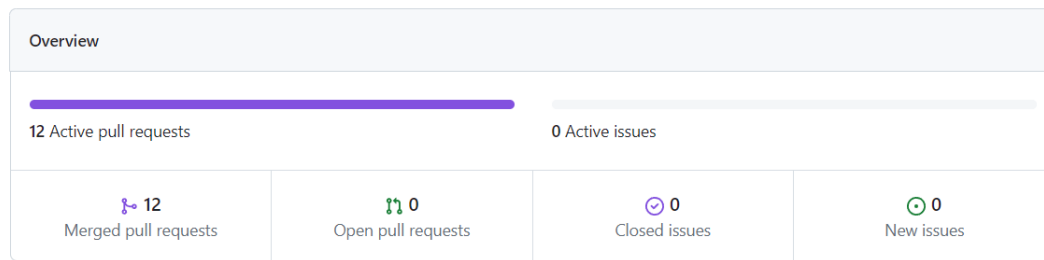 Overview
12 Active pull requests
0 Active issues
12
Merged pull requests
0
Open pull requests
0
Closed issues
0
New issues